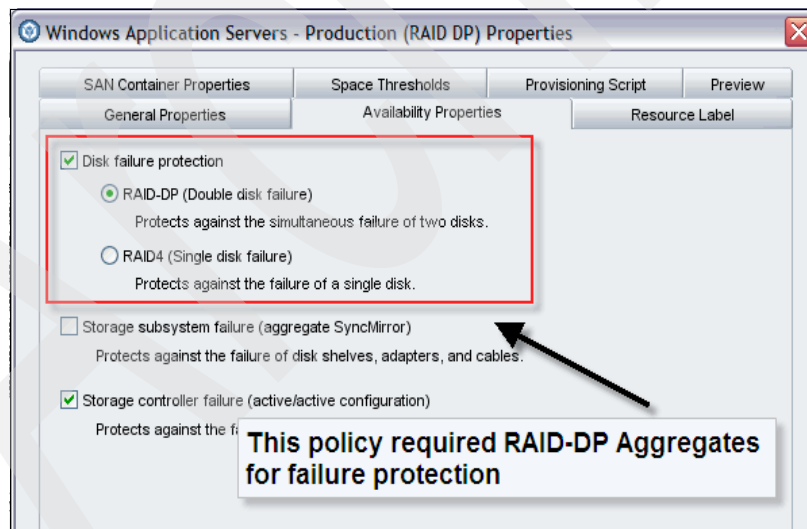 Windows Application Servers - Production (RAID DP) Properties
SAN Container Properties Space Thresholds Provisioning Script Preview
General Properties Availability Properties Resource Label
Disk failure protection
RAID-DP (Double disk failure)
Protects against the simultaneous failure of two disks.
RAID4 (Single disk failure)
Protects against the failure of a single disk.
Storage subsystem failure (aggregate SyncMirror)
Protects against the failure of disk shelves, adapters, and cables.
Storage controller failure (active/active configuration)
Protects against the
This policy required RAID-DP Aggregates
for failure protection